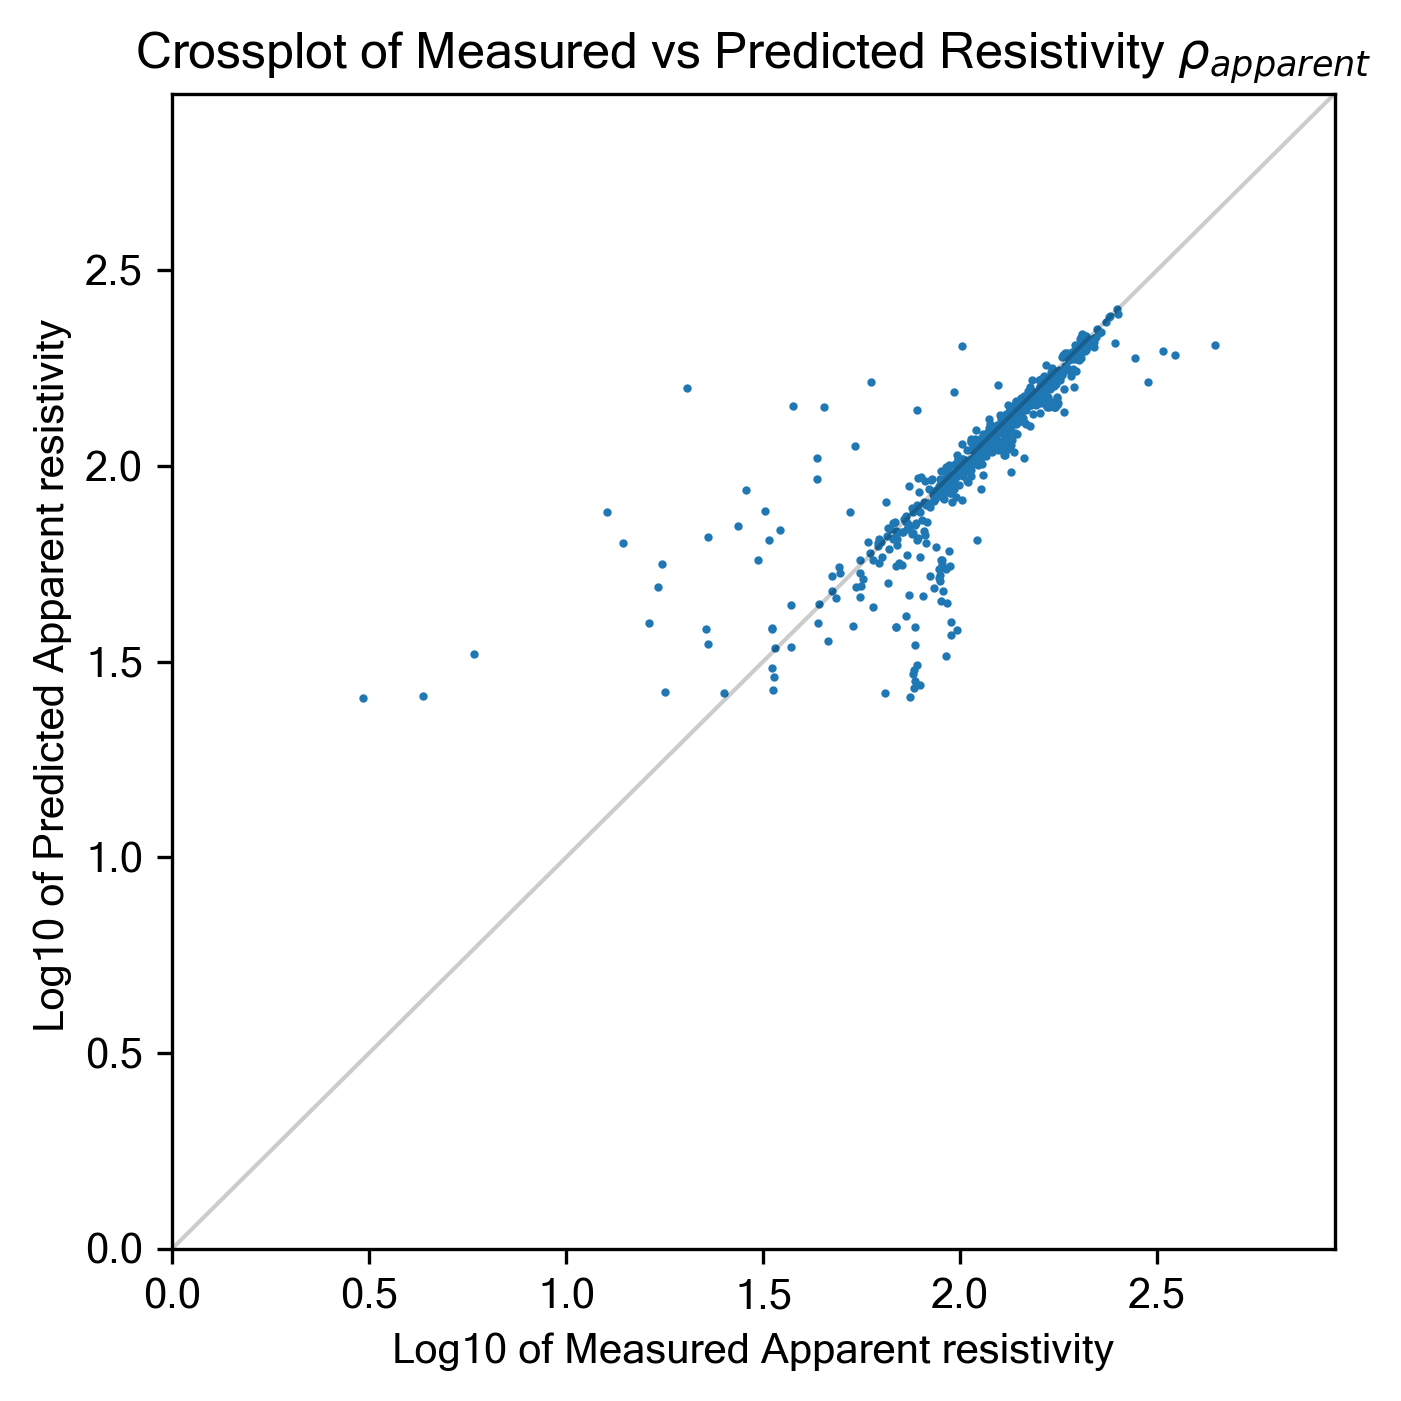 Crossplot of Measured vs Predicted Resistivity ρapparent
Log10 of Predicted Apparent resistivity
2.5
2.0
1.5
1.0
0.5
0.0
0.0 0.5 1.0 1.5 2.0 2.5
Log10 of Measured Apparent resistivity